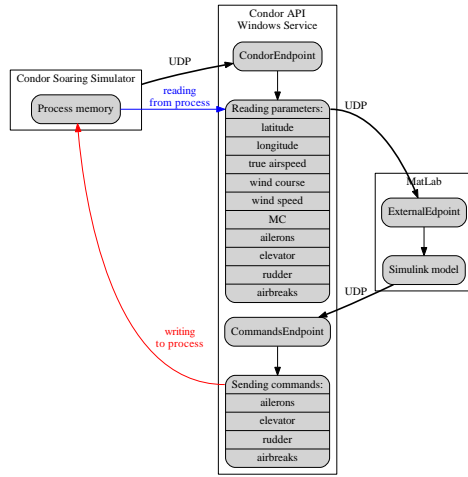 Condor API
Windows Service
UDP
CondorEndpoint
Condor Soaring Simulator
Process memory
reading
from process
Reading parameters:
UDP
latitude
longitude
true airspeed
wind course
wind speed
MC
ailerons
elevator
rudder
airbreaks
MatLab
ExternalEdpoint
Simulink model
UDP
CommandsEndpoint
writing
to process
Sending commands:
ailerons
elevator
rudder
airbreaks